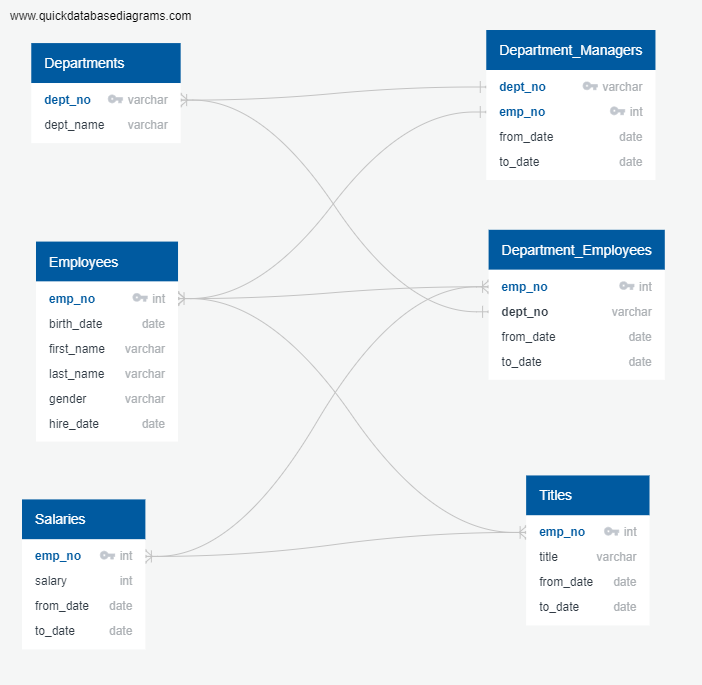 www.quickdatabasediagrams.com
Departments
dept_no varchar
dept_name varchar
Department_Managers
dept_no varchar
emp_no int
from_date date
to_date date
Employees
emp_no int
birth_date date
first_name varchar
last_name varchar
gender varchar
hire_date date
Department_Employees
emp_no int
dept_no varchar
from_date date
to_date date
Salaries
emp_no int
salary int
from_date date
to_date date
Titles
emp_no int
title varchar
from_date date
to_date date